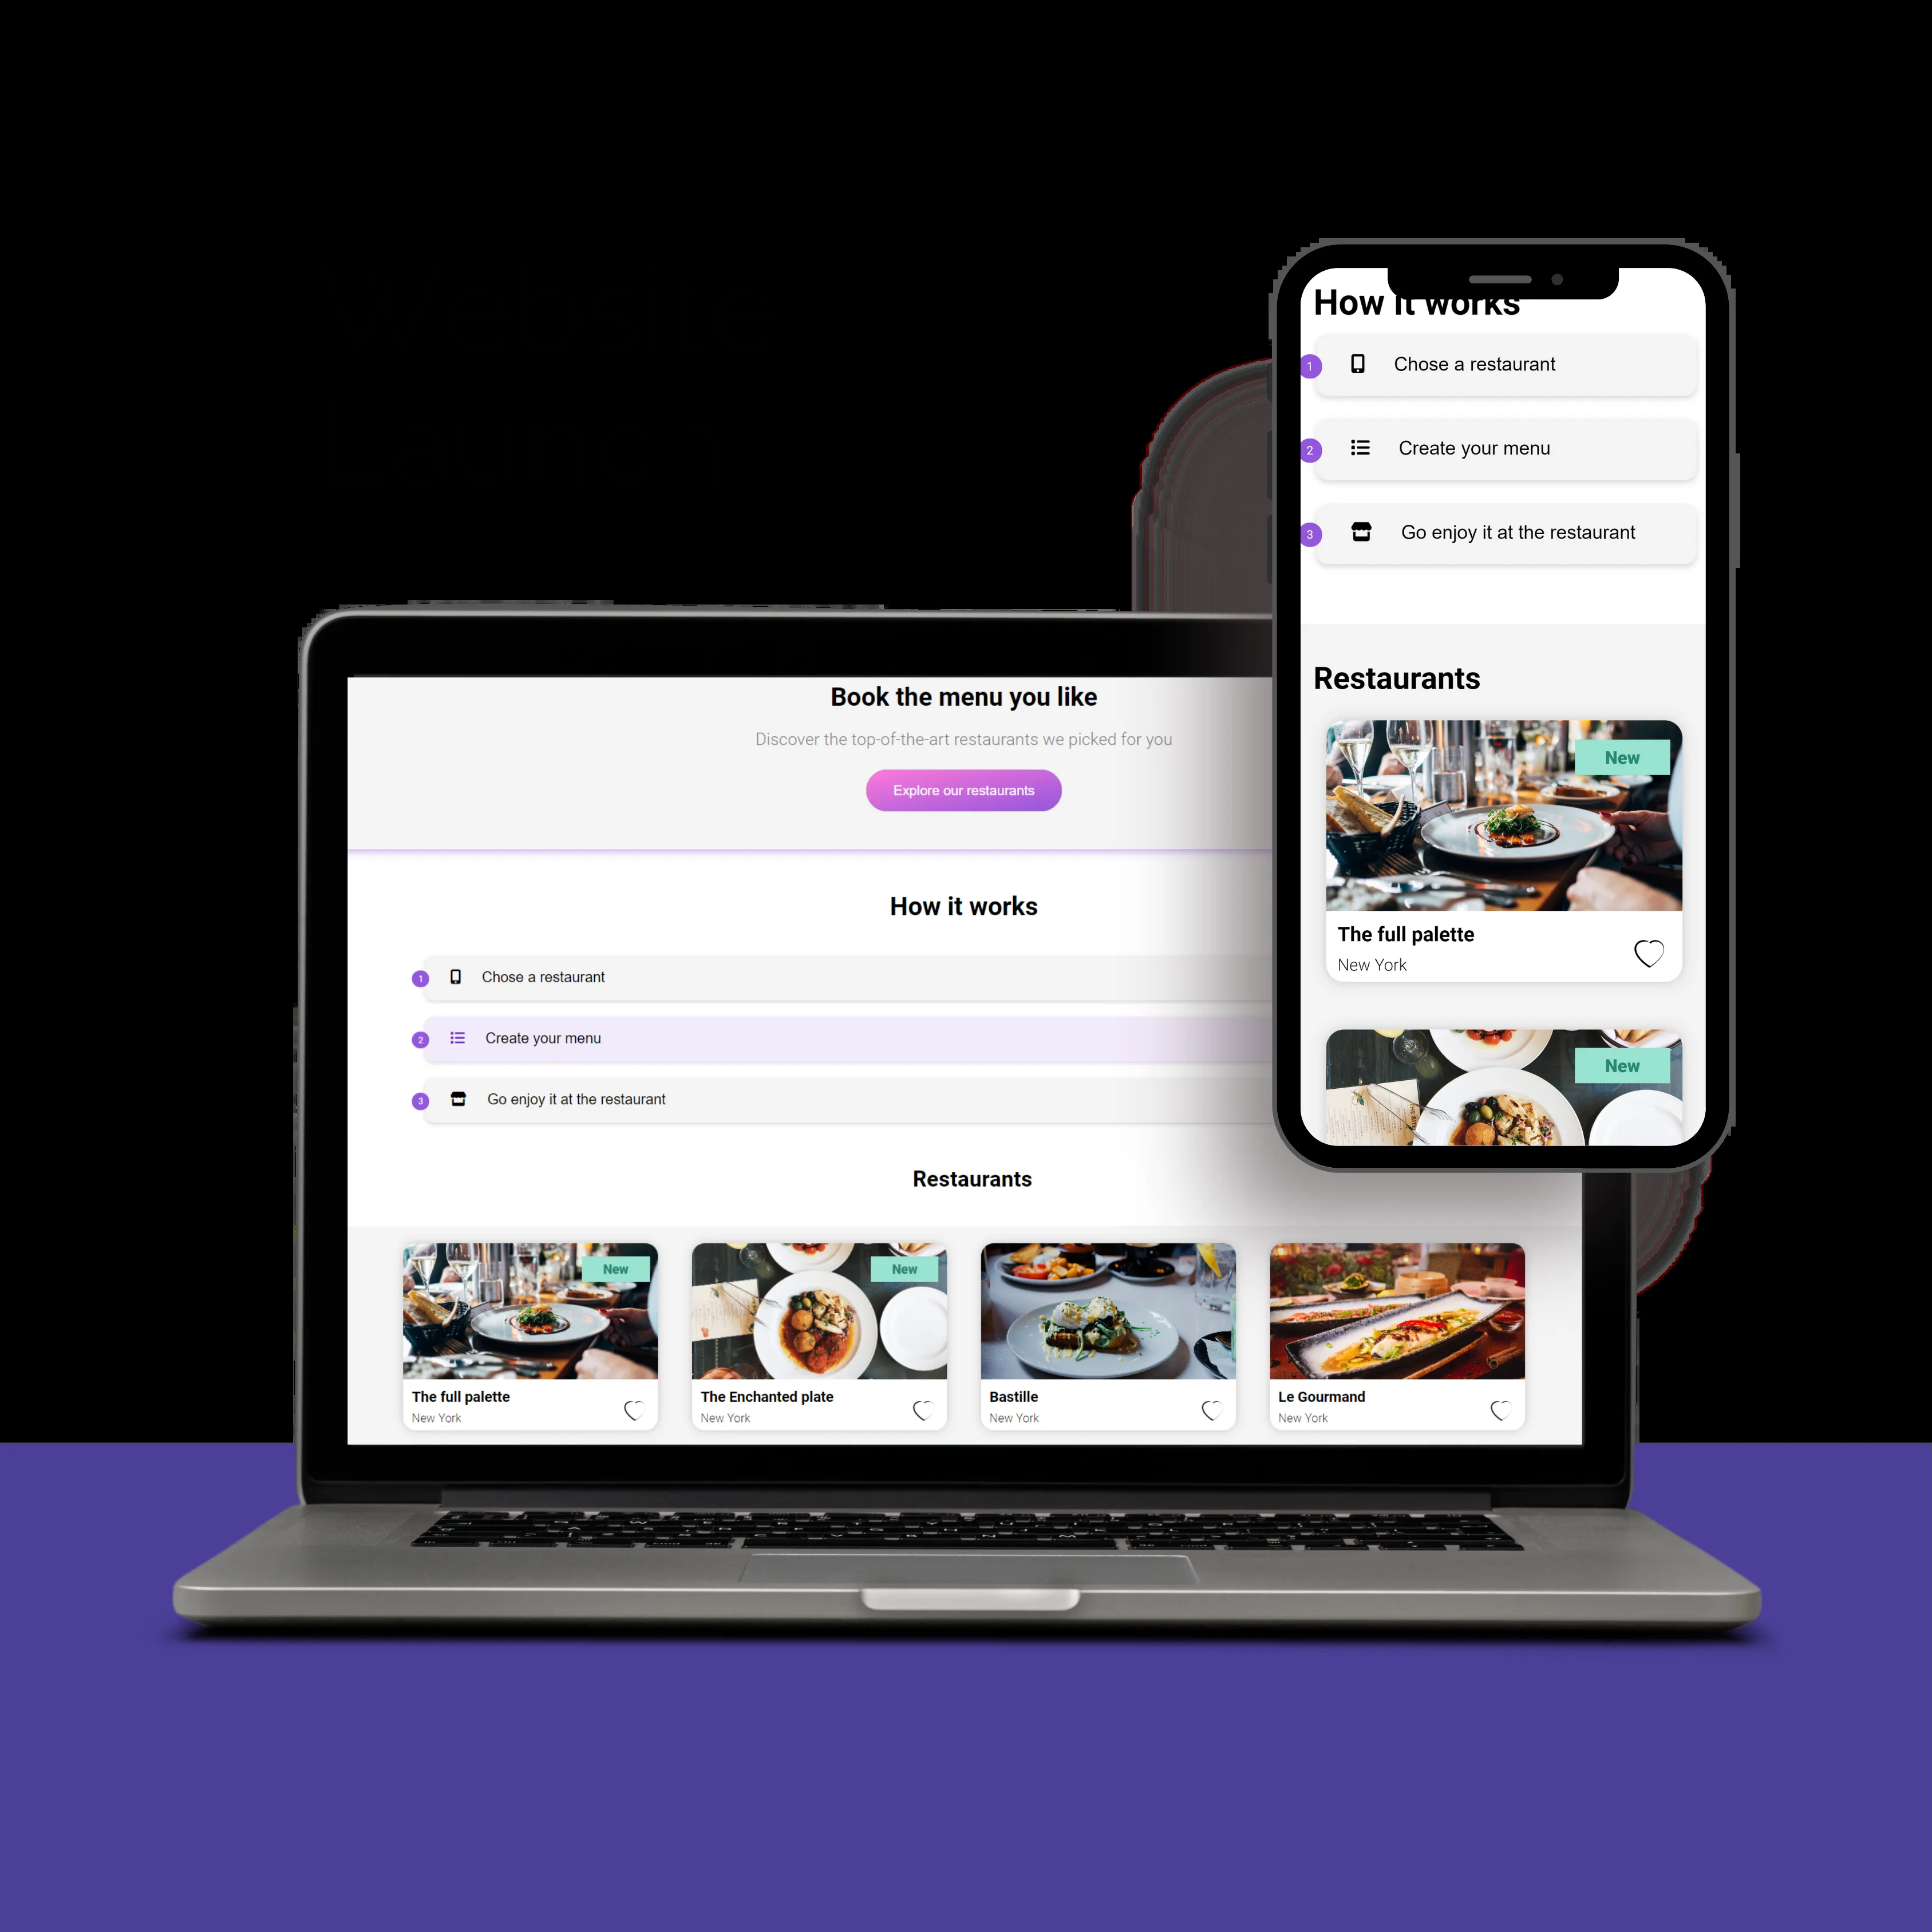 How it works
1 Chose a restaurant
2 Create your menu
3 Go enjoy it at the restaurant
Restaurants
New
The full palette
New York
New
Book the menu you like
Discover the top-of-the-art restaurants we picked for you
Explore our restaurants
How it works
1 Chose a restaurant
2 Create your menu
3 Go enjoy it at the restaurant
Restaurants
New
New
The full palette
New York
The Enchanted plate
New York
Bastille
New York
Le Gourmand
New York